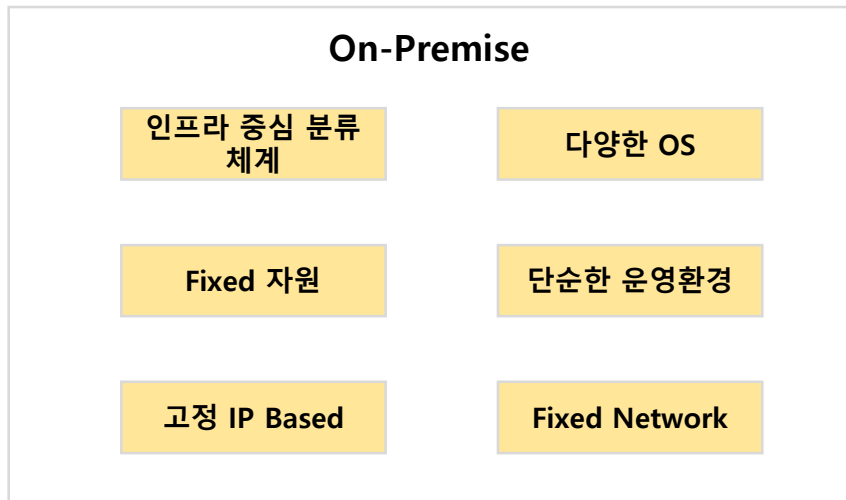 On-Premise
인프라 중심 분류
체계
다양한 OS
Fixed 자원
단순한 운영환경
고정 IP Based
Fixed Network